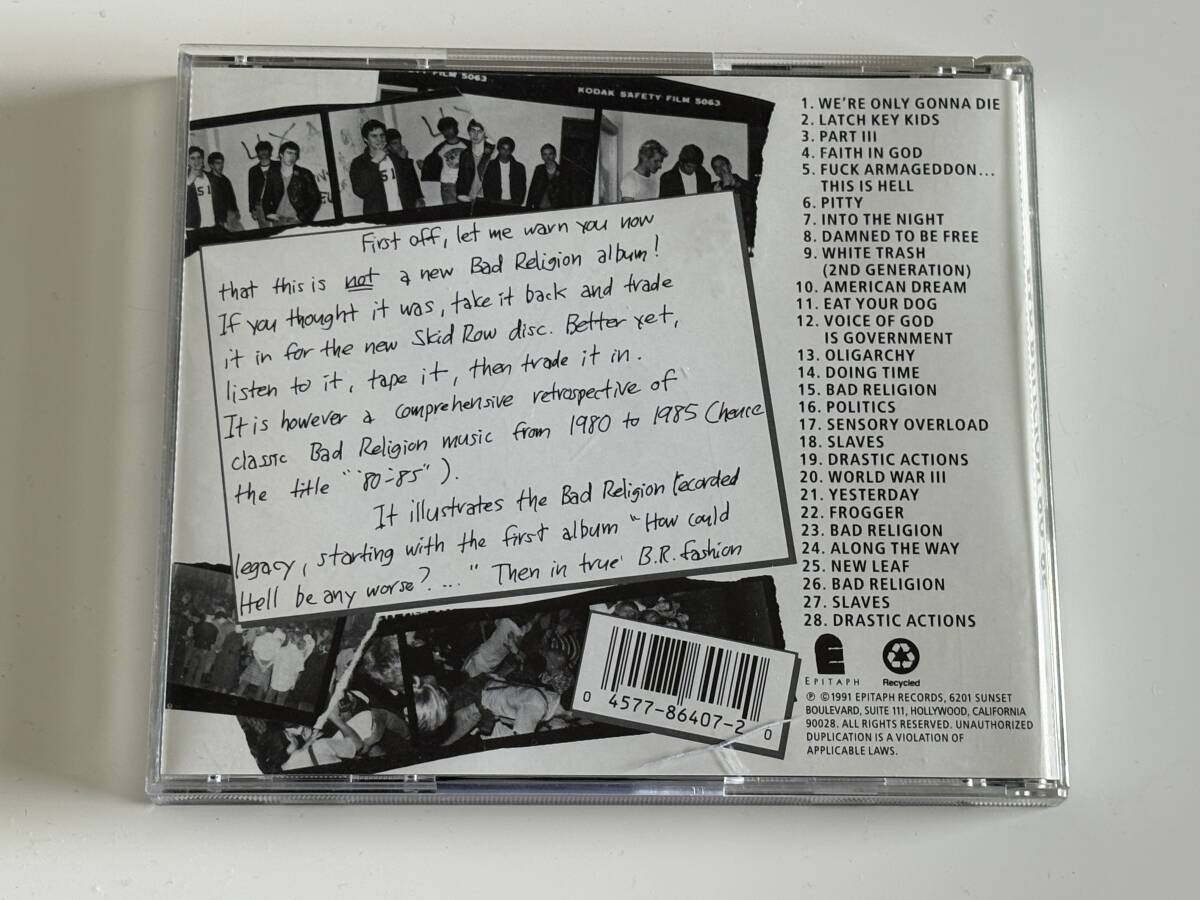 TY FILM 5063
KODAK SAFETY FILM 5063
First off, let me warn you now
that this is not a new Bad Religion album!
If you thought it was, take it back and trade
it in for the new Skid Row disc. Better yet,
listen to it, tape it, then trade it in.
It is however a comprehensive retrospective of
classic Bad Religion music from 1980 to 1985 (hence
the title "'80-'85").
It illustrates the Bad Religion recorded
legacy, starting with the first album "How could
Hell be any worse?..." Then in true B.R. fashion
1. WE'RE ONLY GONNA DIE
2. LATCH KEY KIDS
3. PART III
4. FAITH IN GOD
5. FUCK ARMAGEDDON...
THIS IS HELL
6. PITTY
7. INTO THE NIGHT
8. DAMNED TO BE FREE
9. WHITE TRASH
(2ND GENERATION)
10. AMERICAN DREAM
11. EAT YOUR DOG
12. VOICE OF GOD
IS GOVERNMENT
13. OLIGARCHY
14. DOING TIME
15. BAD RELIGION
16. POLITICS
17. SENSORY OVERLOAD
18. SLAVES
19. DRASTIC ACTIONS
20. WORLD WAR III
21. YESTERDAY
22. FROGGER
23. BAD RELIGION
24. ALONG THE WAY
25. NEW LEAF
26. BAD RELIGION
27. SLAVES
28. DRASTIC ACTIONS
EPITAPH
Recycled
℗ ©1991 EPITAPH RECORDS, 6201 SUNSET
BOULEVARD, SUITE 111, HOLLYWOOD, CALIFORNIA
90028. ALL RIGHTS RESERVED. UNAUTHORIZED
DUPLICATION IS A VIOLATION OF
APPLICABLE LAWS.
0 4577-86407-2 0